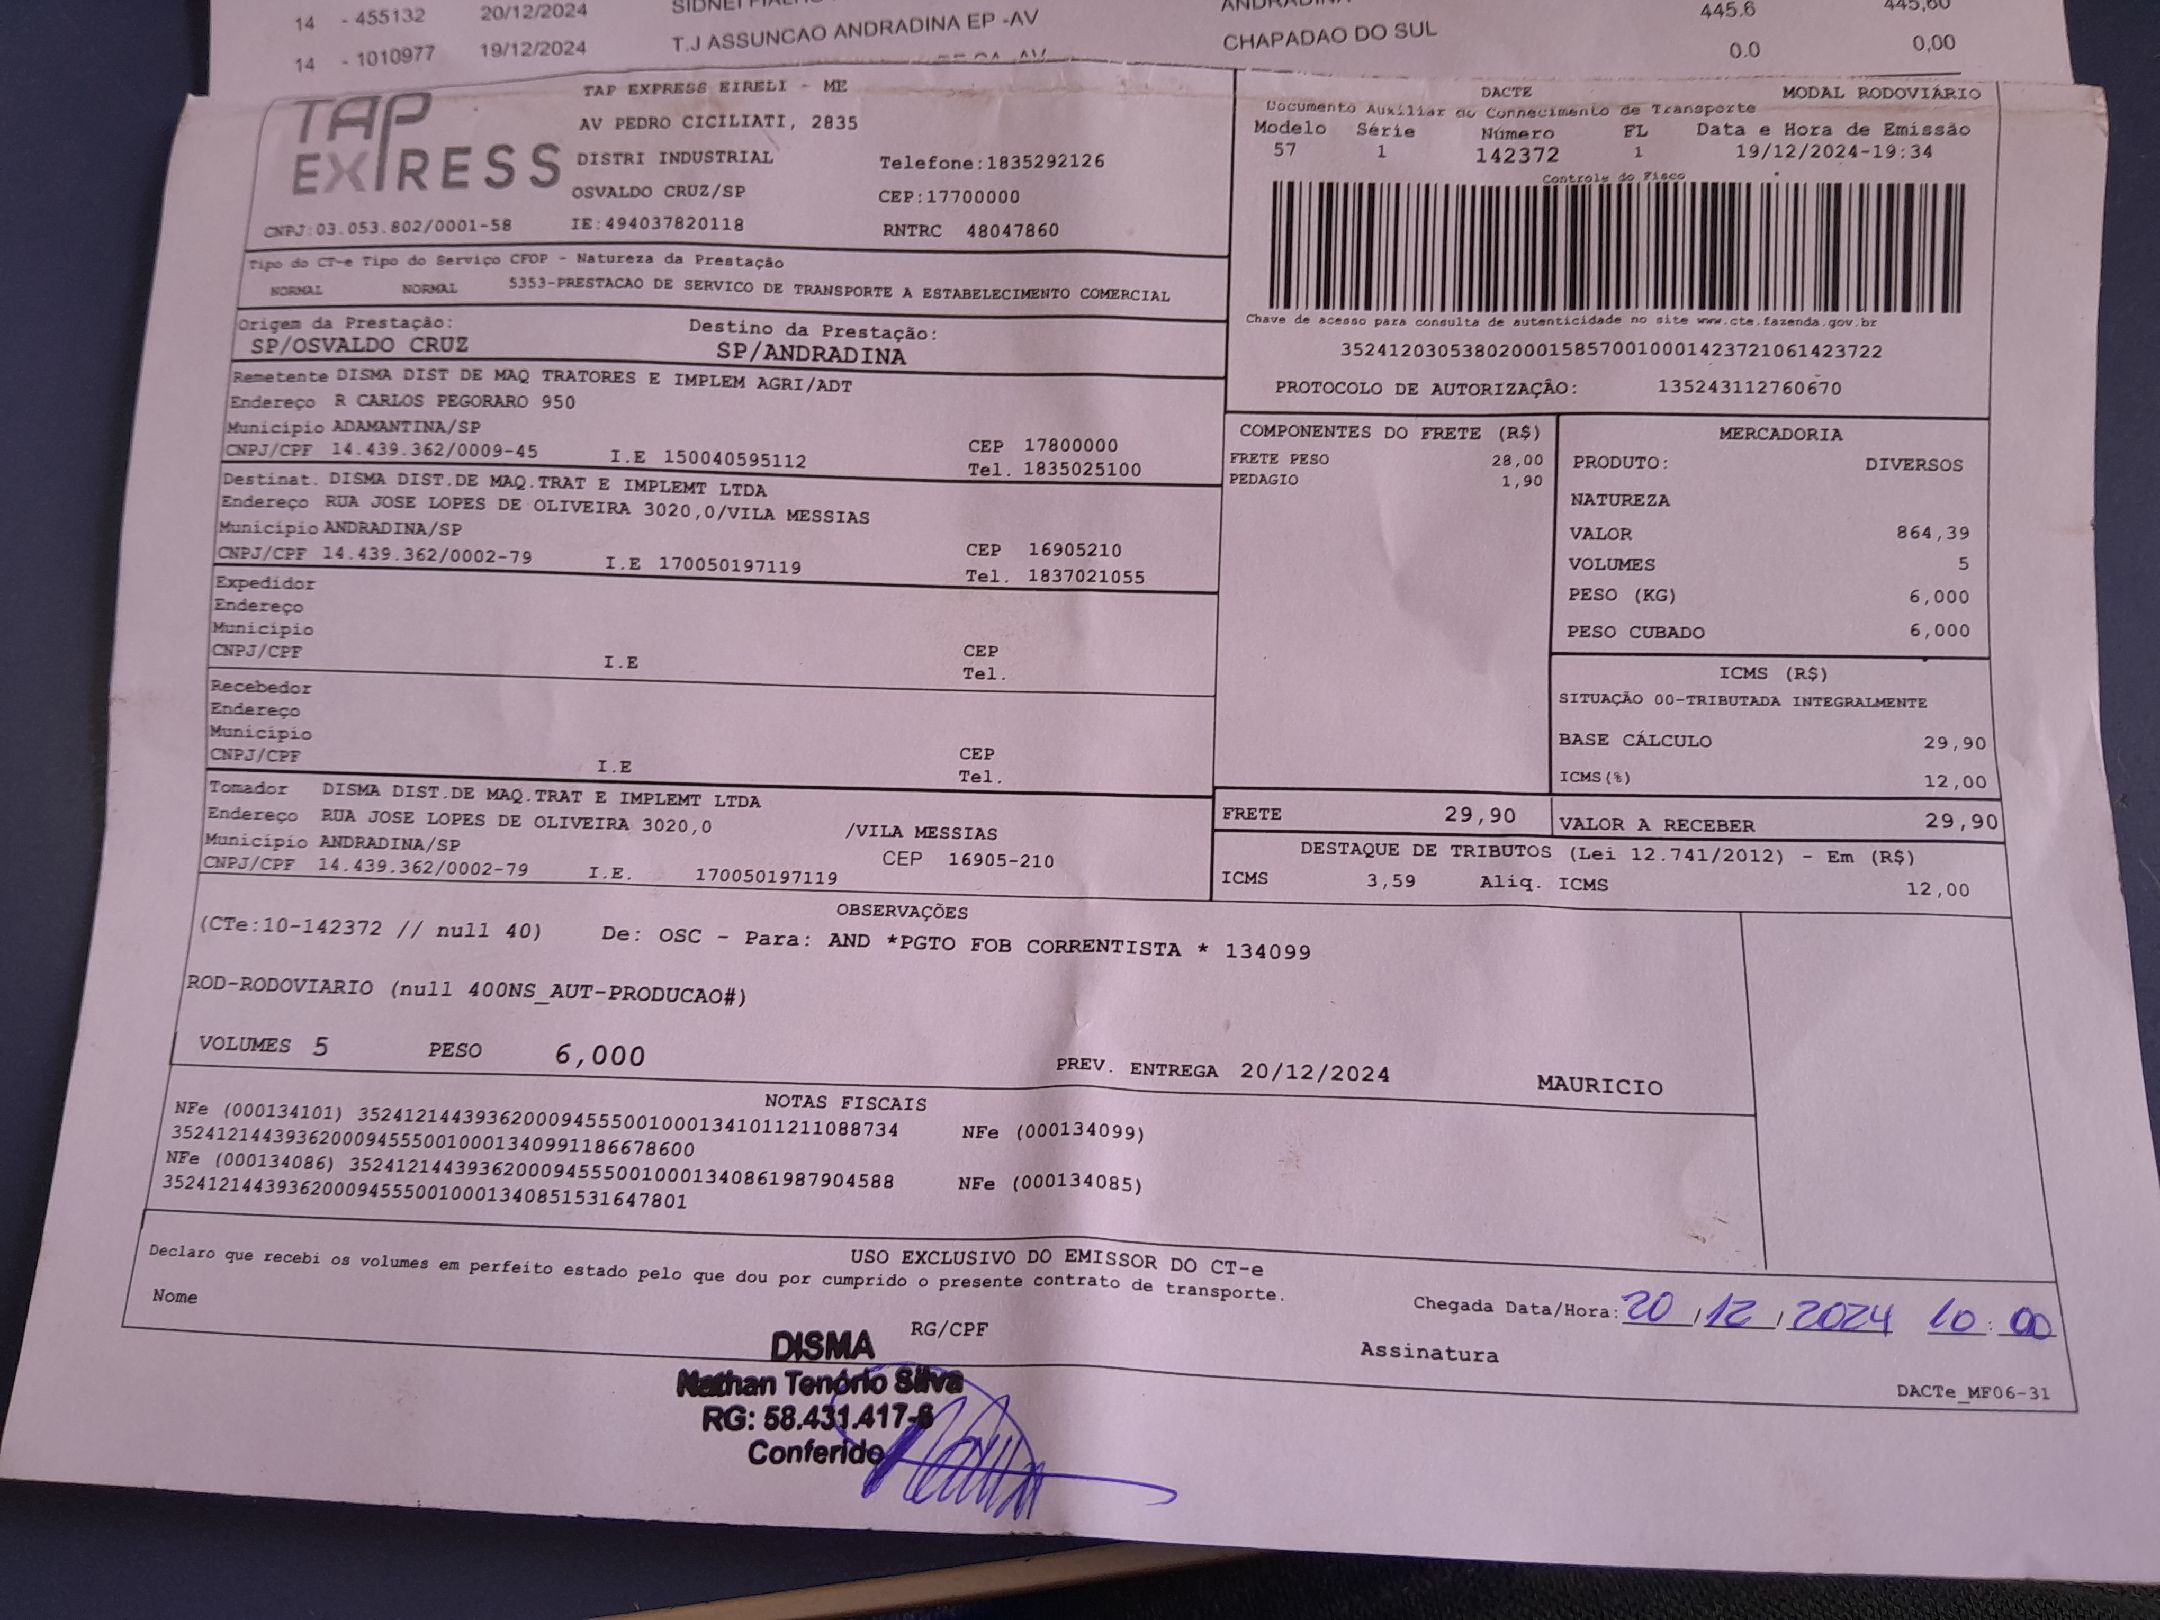 14 - 455132 20/12/2024 ANDRADINA 445.6 445,60
14 - 1010977 19/12/2024 T.J ASSUNCAO ANDRADINA EP -AV CHAPADAO DO SUL 0.0 0,00
TAP EXPRESS
TAP EXPRESS EIRELI - ME
AV PEDRO CICILIATI, 2835
DISTRI INDUSTRIAL Telefone:1835292126
OSVALDO CRUZ/SP CEP:17700000
CNPJ:03.053.802/0001-58 IE:494037820118 RNTRC 48047860
DACTE MODAL RODOVIÁRIO
Documento Auxiliar do Conhecimento de Transporte
Modelo Série Número FL Data e Hora de Emissão
57 1 142372 1 19/12/2024-19:34
Controle do Fisco
Chave de acesso para consulta de autenticidade no site www.cte.fazenda.gov.br
35241203053802000158570010001423721061423722
PROTOCOLO DE AUTORIZAÇÃO: 135243112760670
Tipo do CT-e Tipo do Serviço CFOP - Natureza da Prestação
NORMAL NORMAL 5353-PRESTACAO DE SERVICO DE TRANSPORTE A ESTABELECIMENTO COMERCIAL
Origem da Prestação: Destino da Prestação:
SP/OSVALDO CRUZ SP/ANDRADINA
Remetente DISMA DIST DE MAQ TRATORES E IMPLEM AGRI/ADT
Endereço R CARLOS PEGORARO 950
Município ADAMANTINA/SP CEP 17800000
CNPJ/CPF 14.439.362/0009-45 I.E 150040595112 Tel. 1835025100
Destinat. DISMA DIST.DE MAQ.TRAT E IMPLEMT LTDA
Endereço RUA JOSE LOPES DE OLIVEIRA 3020,0/VILA MESSIAS
Município ANDRADINA/SP CEP 16905210
CNPJ/CPF 14.439.362/0002-79 I.E 170050197119 Tel. 1837021055
Expedidor
Endereço
Município CEP
CNPJ/CPF I.E Tel.
Recebedor
Endereço
Município CEP
CNPJ/CPF I.E Tel.
Tomador DISMA DIST.DE MAQ.TRAT E IMPLEMT LTDA
Endereço RUA JOSE LOPES DE OLIVEIRA 3020,0 /VILA MESSIAS
Município ANDRADINA/SP CEP 16905-210
CNPJ/CPF 14.439.362/0002-79 I.E. 170050197119
COMPONENTES DO FRETE (R$)
FRETE PESO 28,00
PEDAGIO 1,90
MERCADORIA
PRODUTO: DIVERSOS
NATUREZA
VALOR 864,39
VOLUMES 5
PESO (KG) 6,000
PESO CUBADO 6,000
ICMS (R$)
SITUAÇÃO 00-TRIBUTADA INTEGRALMENTE
BASE CÁLCULO 29,90
ICMS(%) 12,00
FRETE 29,90 VALOR A RECEBER 29,90
DESTAQUE DE TRIBUTOS (Lei 12.741/2012) - Em (R$)
ICMS 3,59 Aliq. ICMS 12,00
OBSERVAÇÕES
(CTe:10-142372 // null 40) De: OSC - Para: AND *PGTO FOB CORRENTISTA * 134099
ROD-RODOVIARIO (null 400NS_AUT-PRODUCAO#)
VOLUMES 5 PESO 6,000 PREV. ENTREGA 20/12/2024 MAURICIO
NOTAS FISCAIS
NFe (000134101) 35241214439362000945550010001341011211088734 NFe (000134099)
35241214439362000945550010001340991186678600
NFe (000134086) 35241214439362000945550010001340861987904588 NFe (000134085)
35241214439362000945550010001340851531647801
USO EXCLUSIVO DO EMISSOR DO CT-e
Declaro que recebi os volumes em perfeito estado pelo que dou por cumprido o presente contrato de transporte.
Nome RG/CPF Chegada Data/Hora: 20/12/2024 10:00
Assinatura
DACTe_MF06-31
DISMA
Nathan Tenório Silva
RG: 58.431.417-6
Conferido